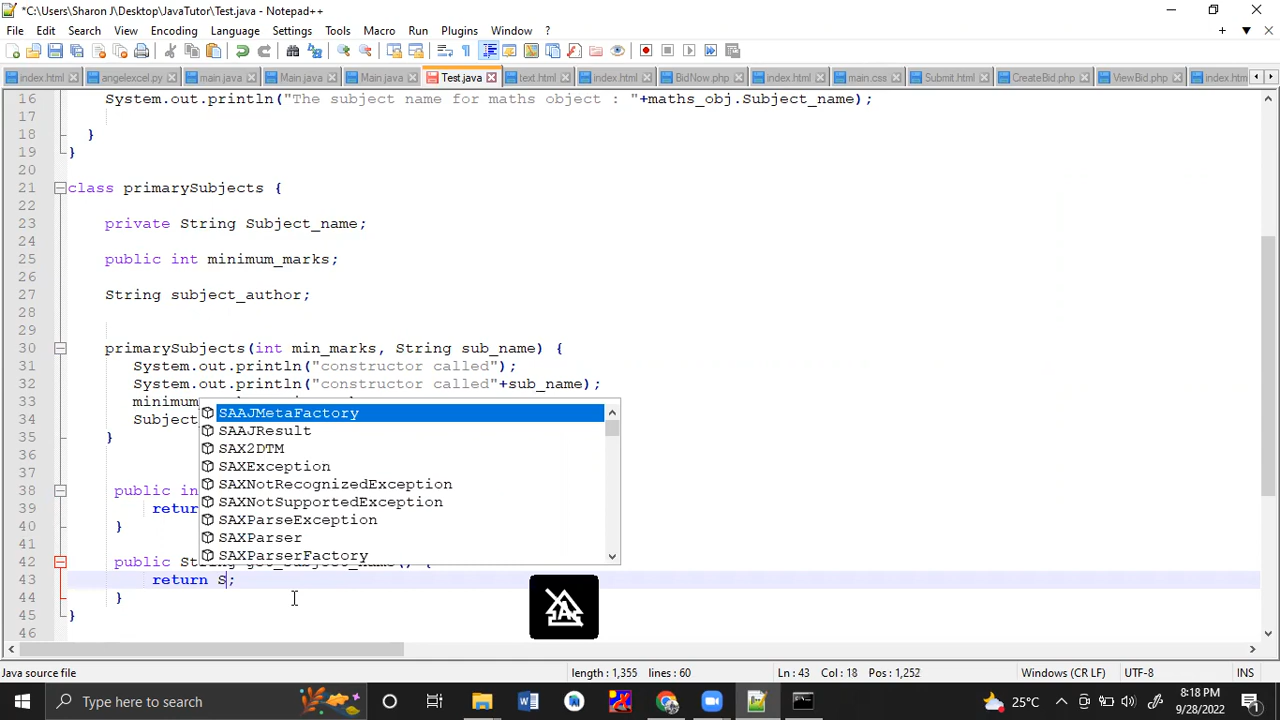 *C:\Users\Sharon J\Desktop\JavaTutor\Test.java - Notepad++
File Edit Search View Encoding Language Settings Tools Macro Run Plugins Window ?
index.html angelexcel.py main.java Main.java Main.java Test.java text.html index.html BidNow.php index.html main.css Submit.html CreateBid.php ViewBid.php index.htm
16 System.out.println("The subject name for maths object : "+maths_obj.Subject_name);
17
18 }
19 }
20
21 class primarySubjects {
22
23 private String Subject_name;
24
25 public int minimum_marks;
26
27 String subject_author;
28
29
30 primarySubjects(int min_marks, String sub_name) {
31 System.out.println("constructor called");
32 System.out.println("constructor called"+sub_name);
33 minimum
34 Subject
35 }
36
37
38 public in
39 return
40 }
41
42 public String get_Subject_name() {
43 return S;
44 }
45 }
46
SAAJMetaFactory
SAAJResult
SAX2DTM
SAXException
SAXNotRecognizedException
SAXNotSupportedException
SAXParseException
SAXParser
SAXParserFactory
A
Java source file length : 1,355 lines : 60 Ln : 43 Col : 18 Pos : 1,252 Windows (CR LF) UTF-8 INS
Type here to search 25°C 8:18 PM
9/28/2022